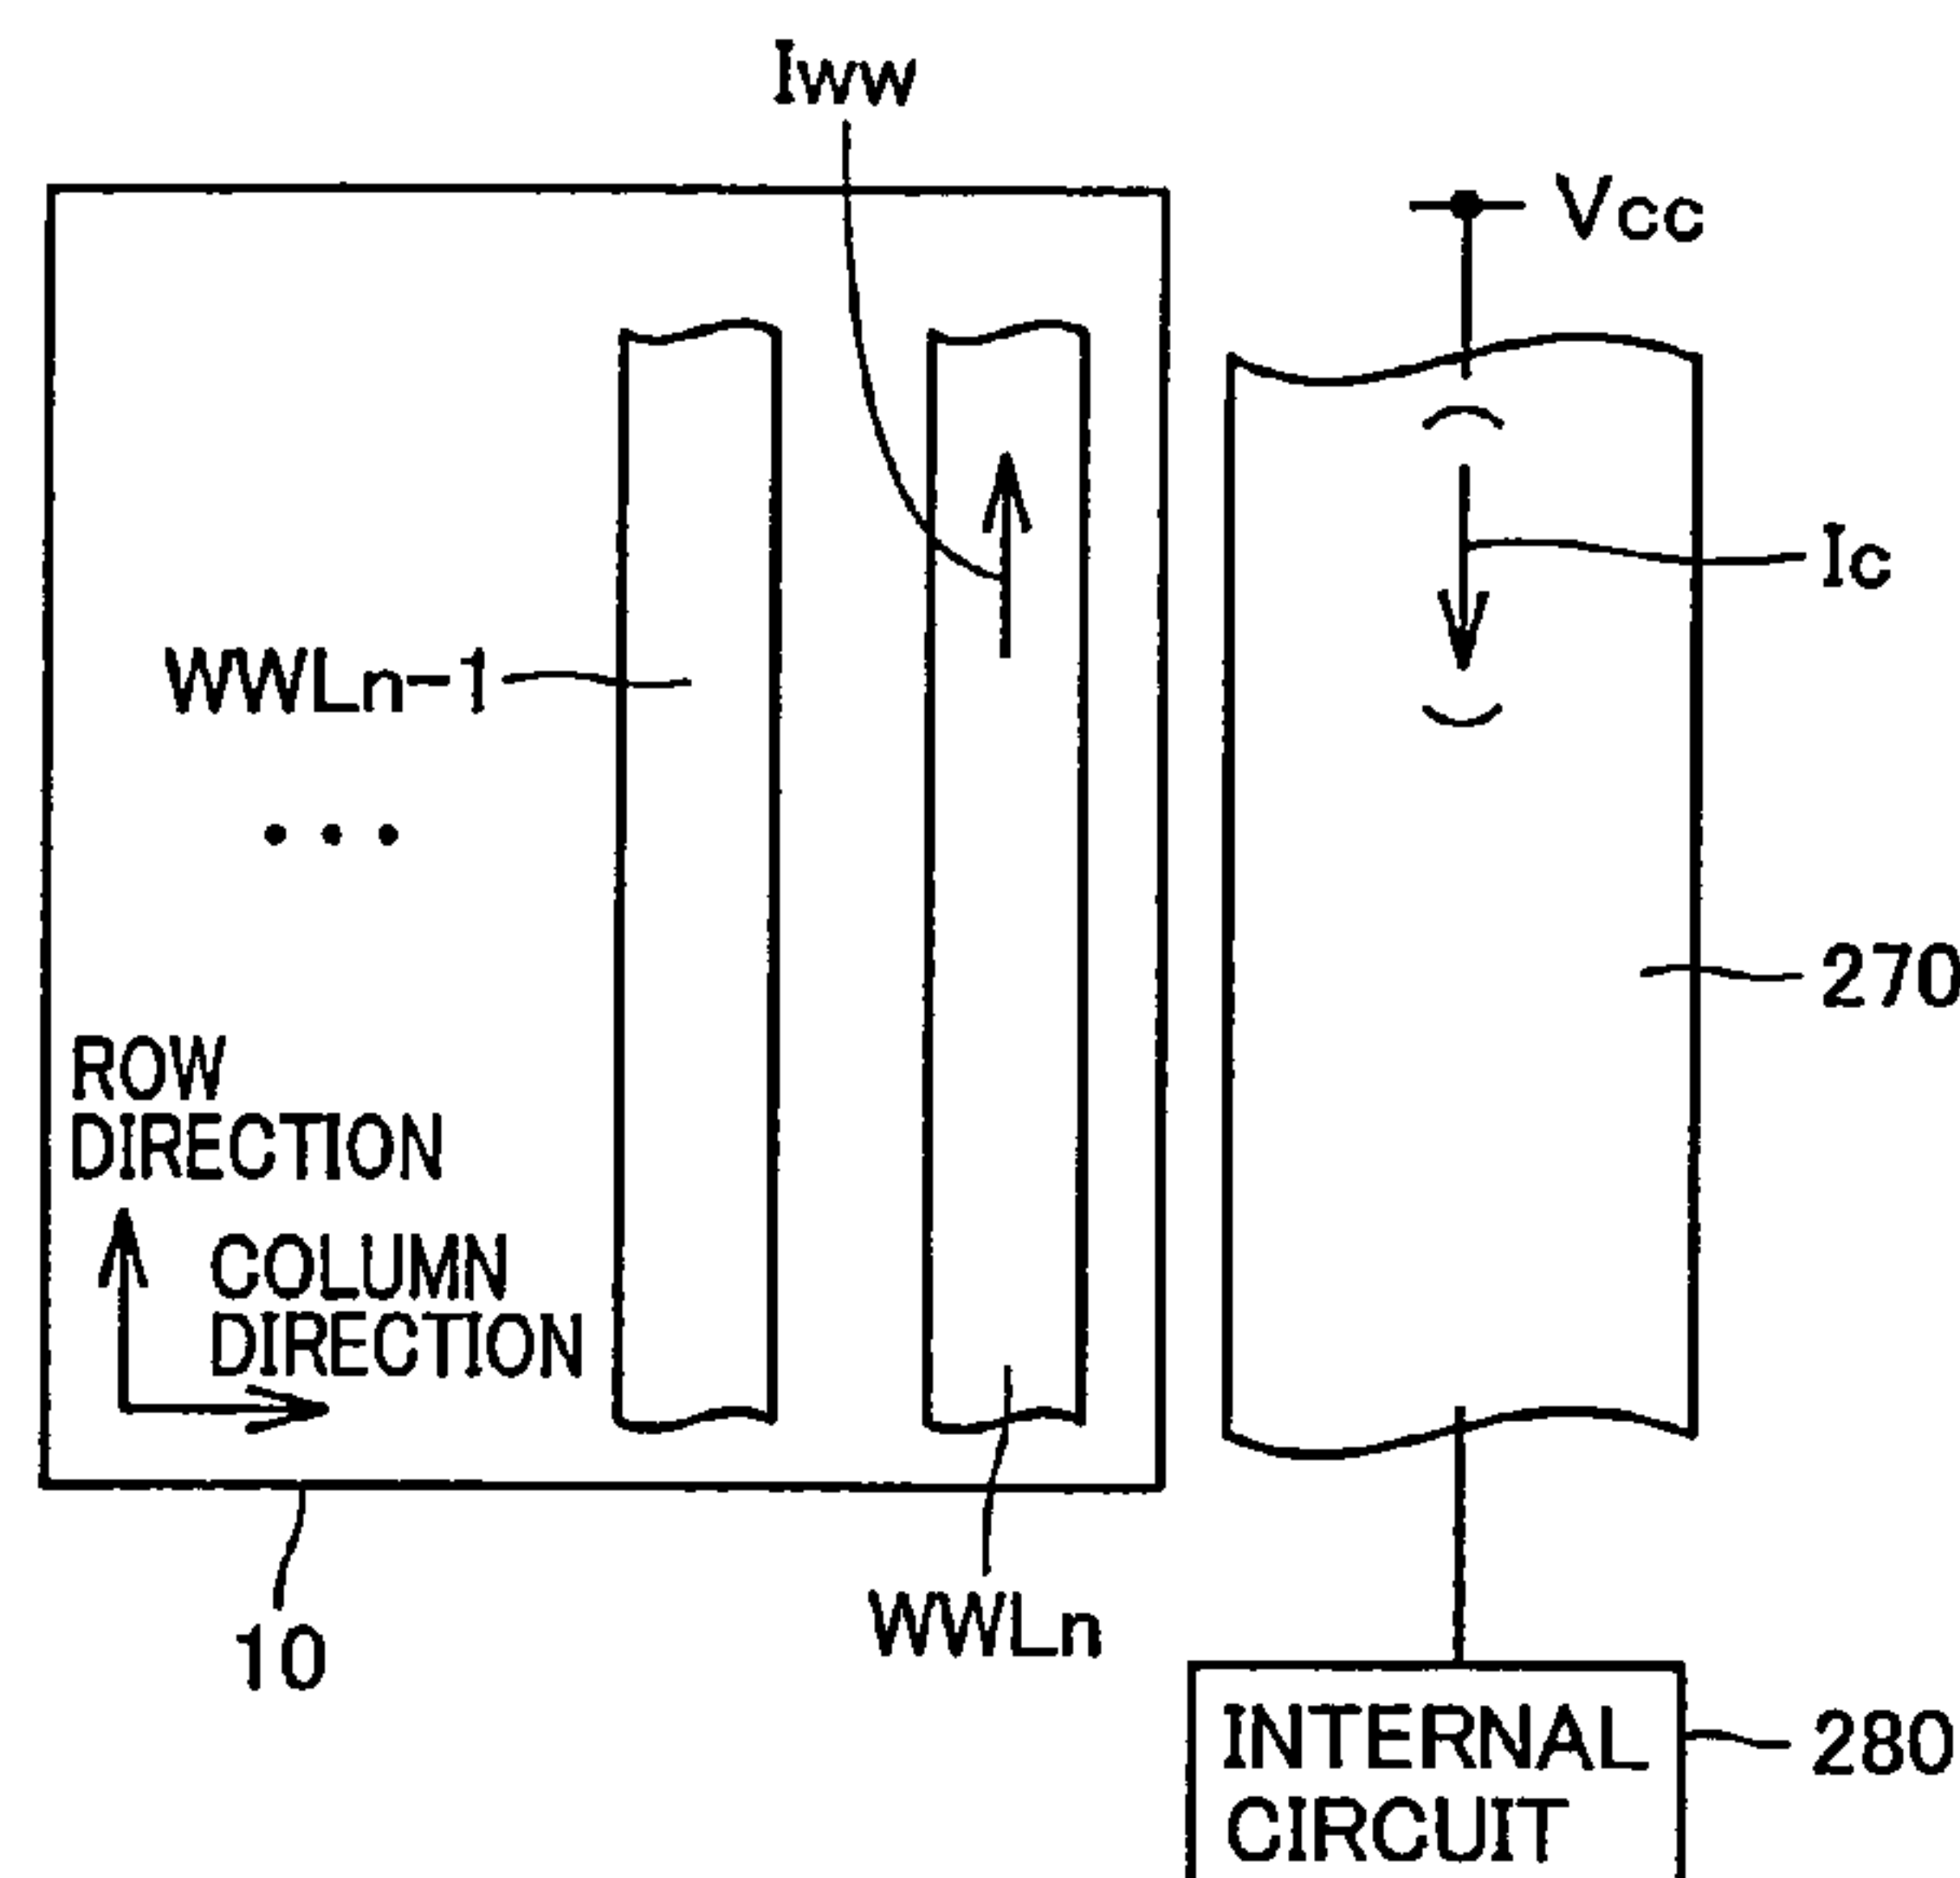 Iww
Vcc
Ic
WWLn-1
270
ROW
DIRECTION
COLUMN
DIRECTION
WWLn
10
INTERNAL
CIRCUIT
280